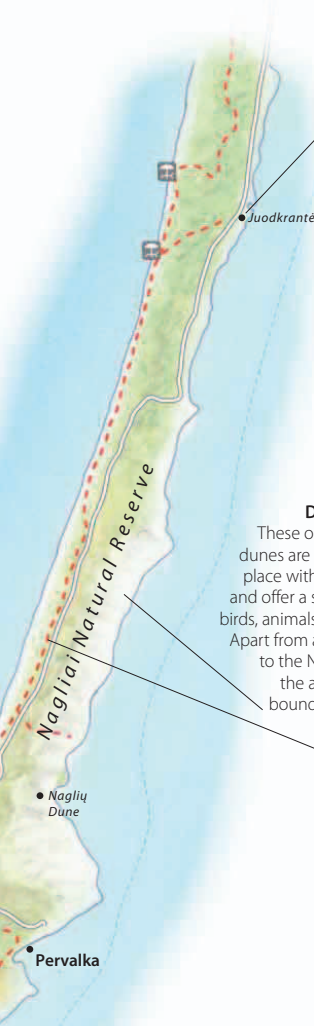 Juodkrantė
Nagliai Natural Reserve
D
These o
dunes are
place with
and offer a s
birds, animals
Apart from a
to the N
the a
bound
Naglių
Dune
Pervalka